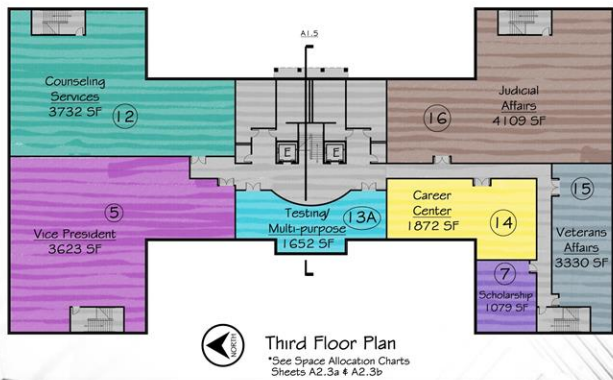 A1.5
Counseling
Services
3732 SF
12
Judicial
Affairs
4109 SF
16
E
E
5
Vice President
3623 SF
Testing/
Multi-purpose
1652 SF
13A
Career
Center
1872 SF
14
15
Veterans
Affairs
3330 SF
7
Scholarship
1079 SF
L
NORTH
Third Floor Plan
*See Space Allocation Charts
Sheets A2.3a & A2.3b